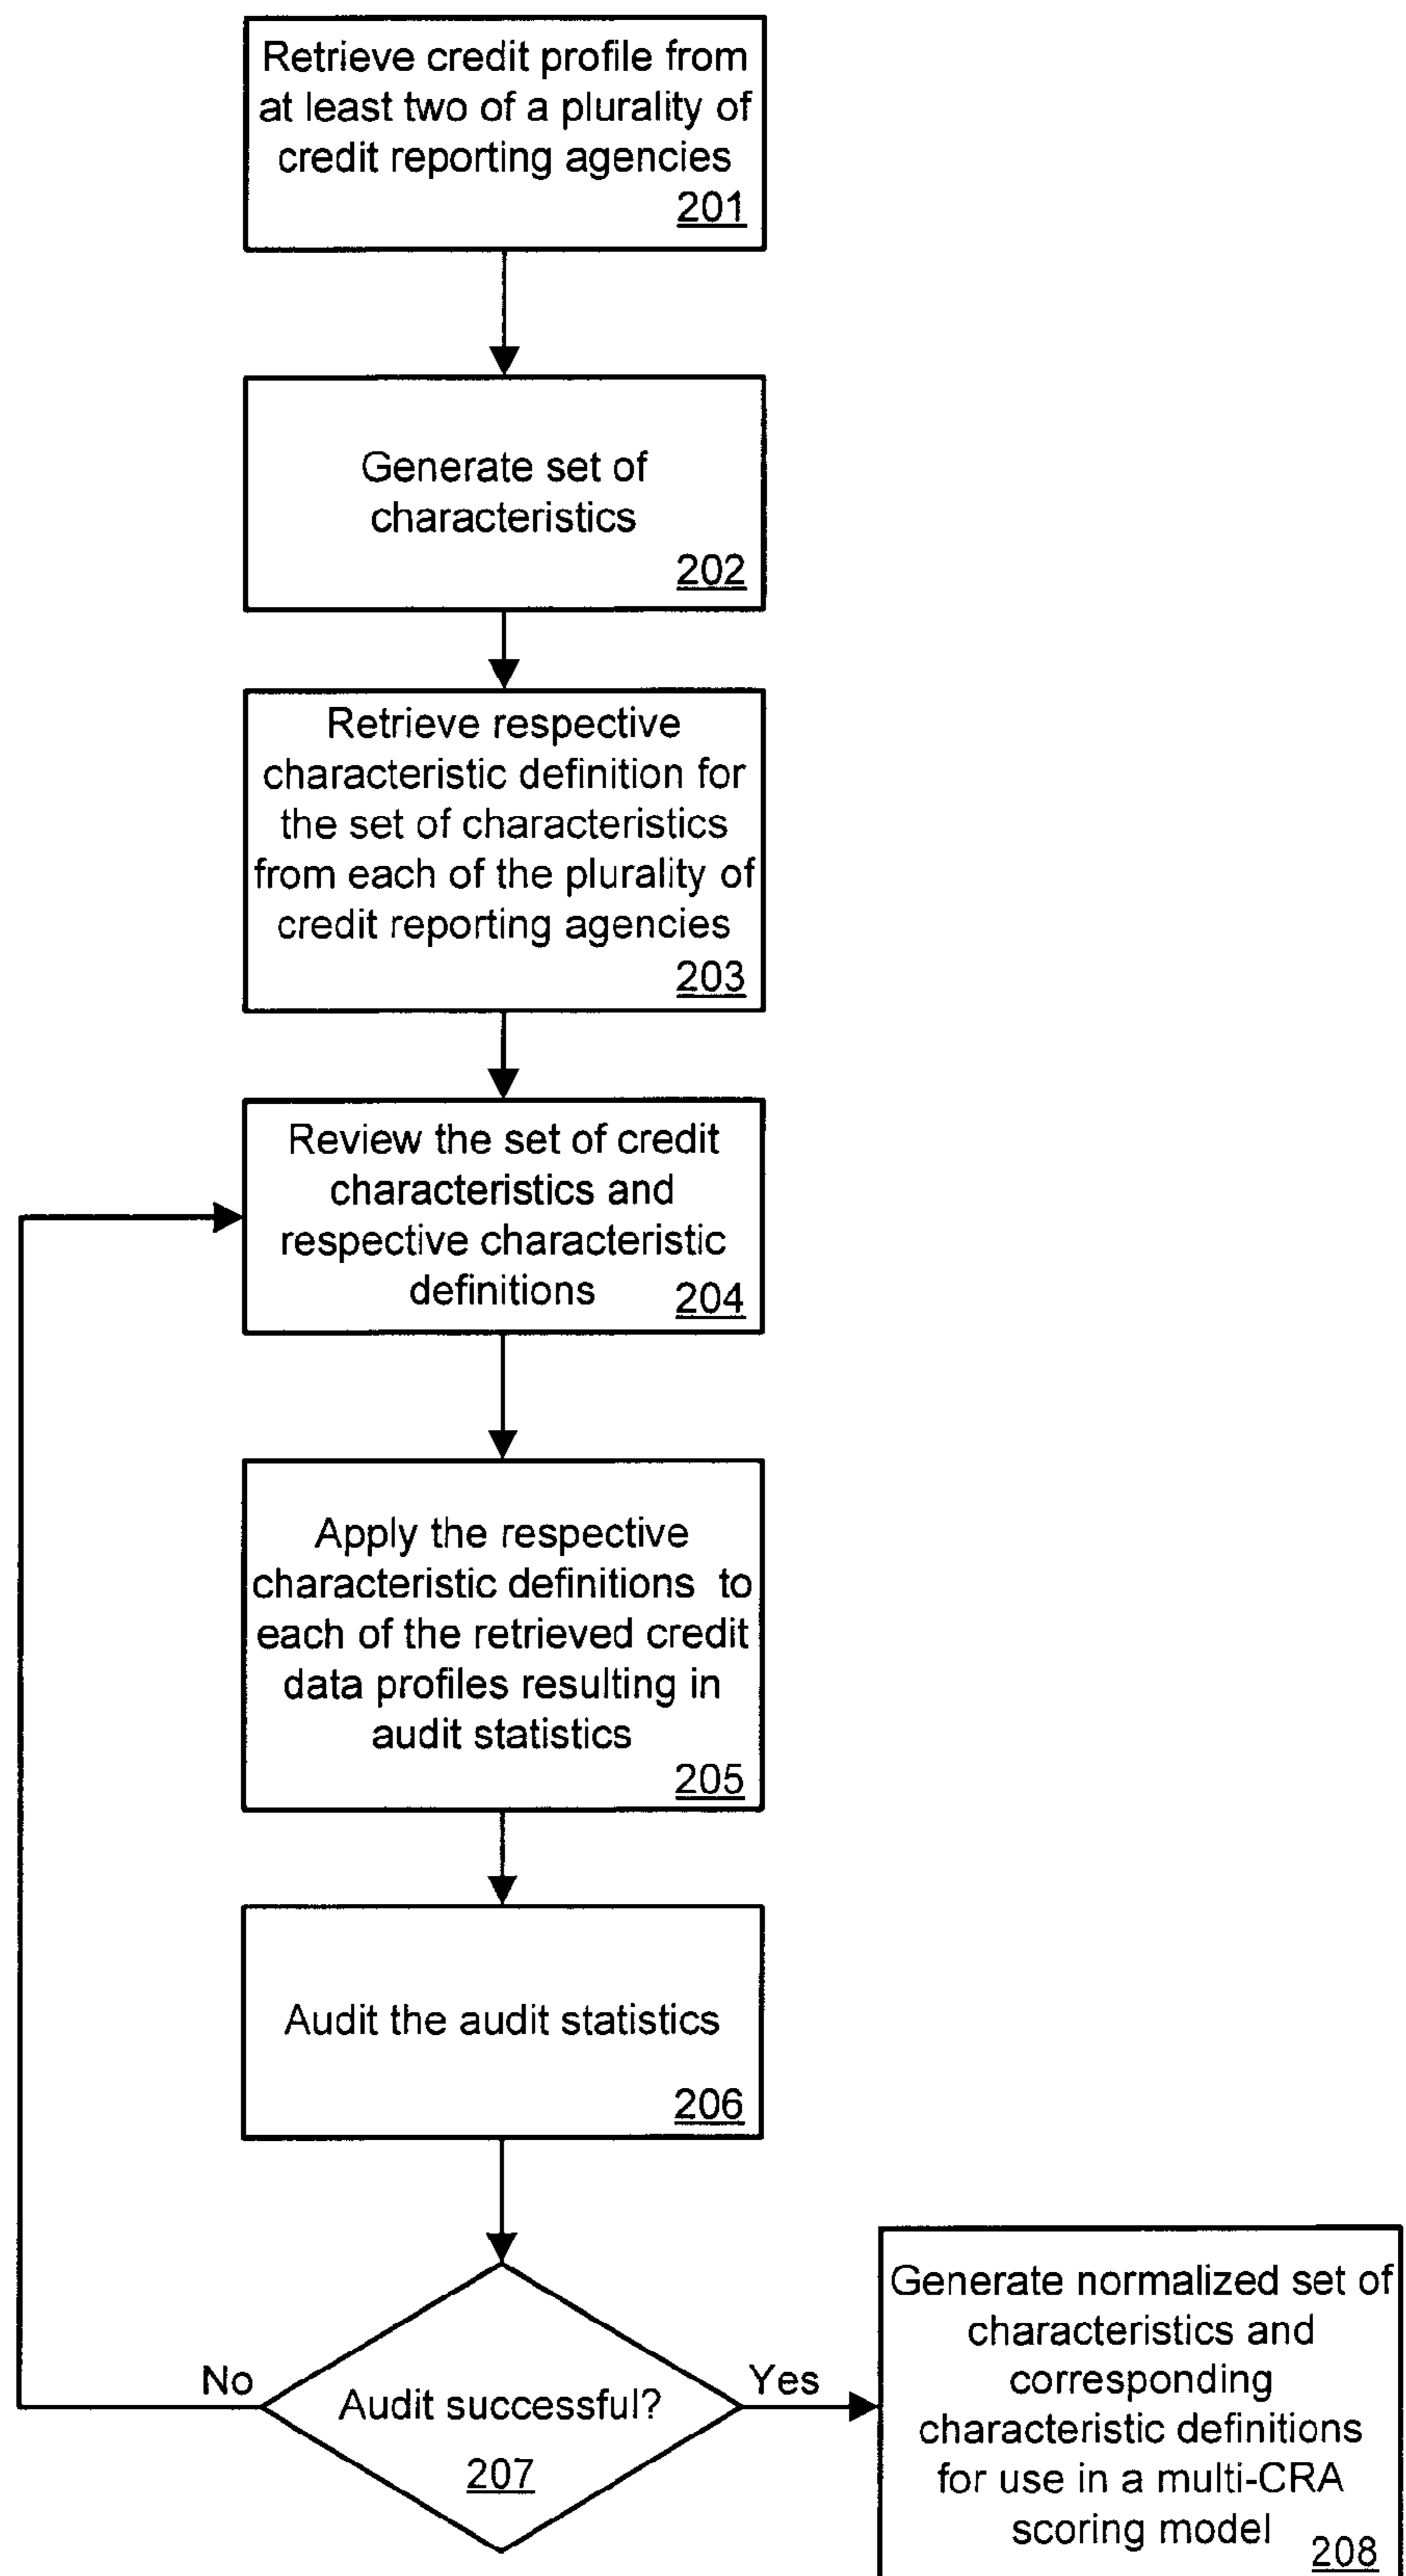 Retrieve credit profile from
at least two of a plurality of
credit reporting agencies
201
Generate set of
characteristics
202
Retrieve respective
characteristic definition for
the set of characteristics
from each of the plurality of
credit reporting agencies
203
Review the set of credit
characteristics and
respective characteristic
definitions
204
Apply the respective
characteristic definitions to
each of the retrieved credit
data profiles resulting in
audit statistics
205
Audit the audit statistics
206
No
Audit successful?
207
Yes
Generate normalized set of
characteristics and
corresponding
characteristic definitions
for use in a multi-CRA
scoring model
208